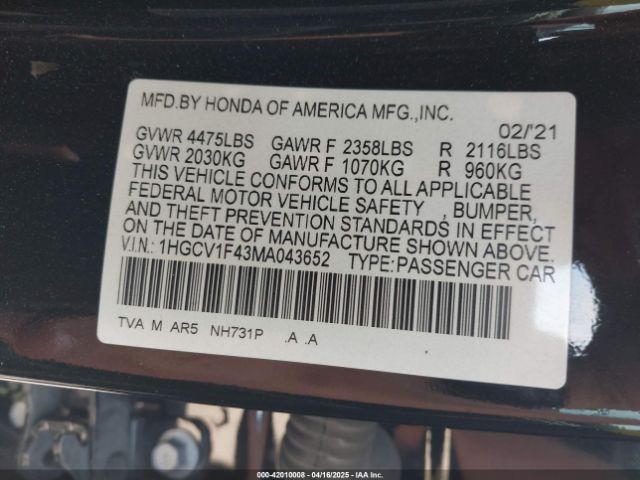 MFD.BY HONDA OF AMERICA MFG.,INC. 02/'21
GVWR 4475LBS GAWR F 2358LBS R 2116LBS
GVWR 2030KG GAWR F 1070KG R 960KG
THIS VEHICLE CONFORMS TO ALL APPLICABLE
FEDERAL MOTOR VEHICLE SAFETY , BUMPER,
AND THEFT PREVENTION STANDARDS IN EFFECT
ON THE DATE OF MANUFACTURE SHOWN ABOVE.
V.I.N.: 1HGCV1F43MA043652 TYPE:PASSENGER CAR
TVA M AR5 NH731P .A .A
000-42010008 - 04/16/2025 - IAA Inc.